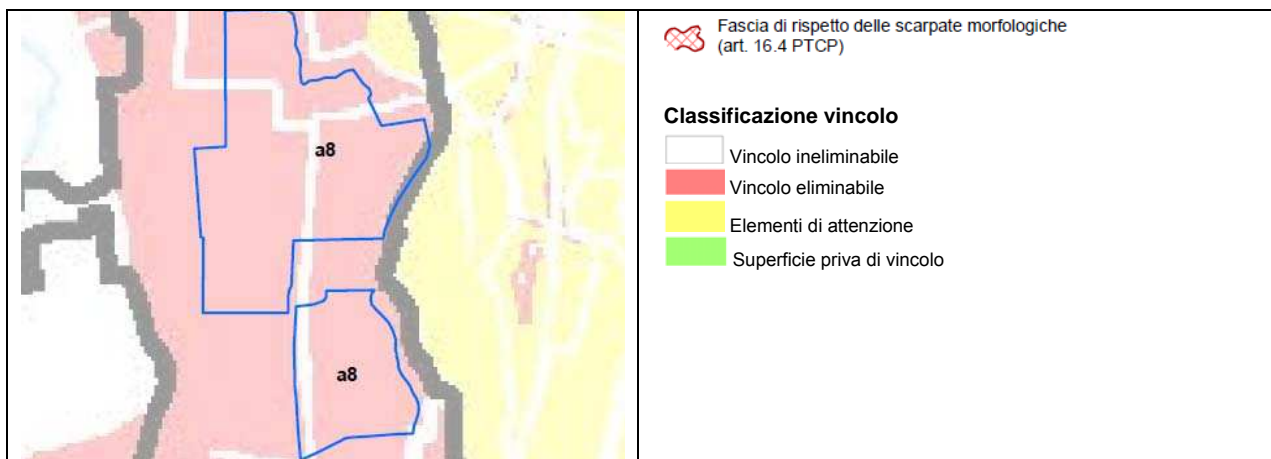 a8
a8
Fascia di rispetto delle scarpate morfologiche
(art. 16.4 PTCP)
Classificazione vincolo
Vincolo ineliminabile
Vincolo eliminabile
Elementi di attenzione
Superficie priva di vincolo